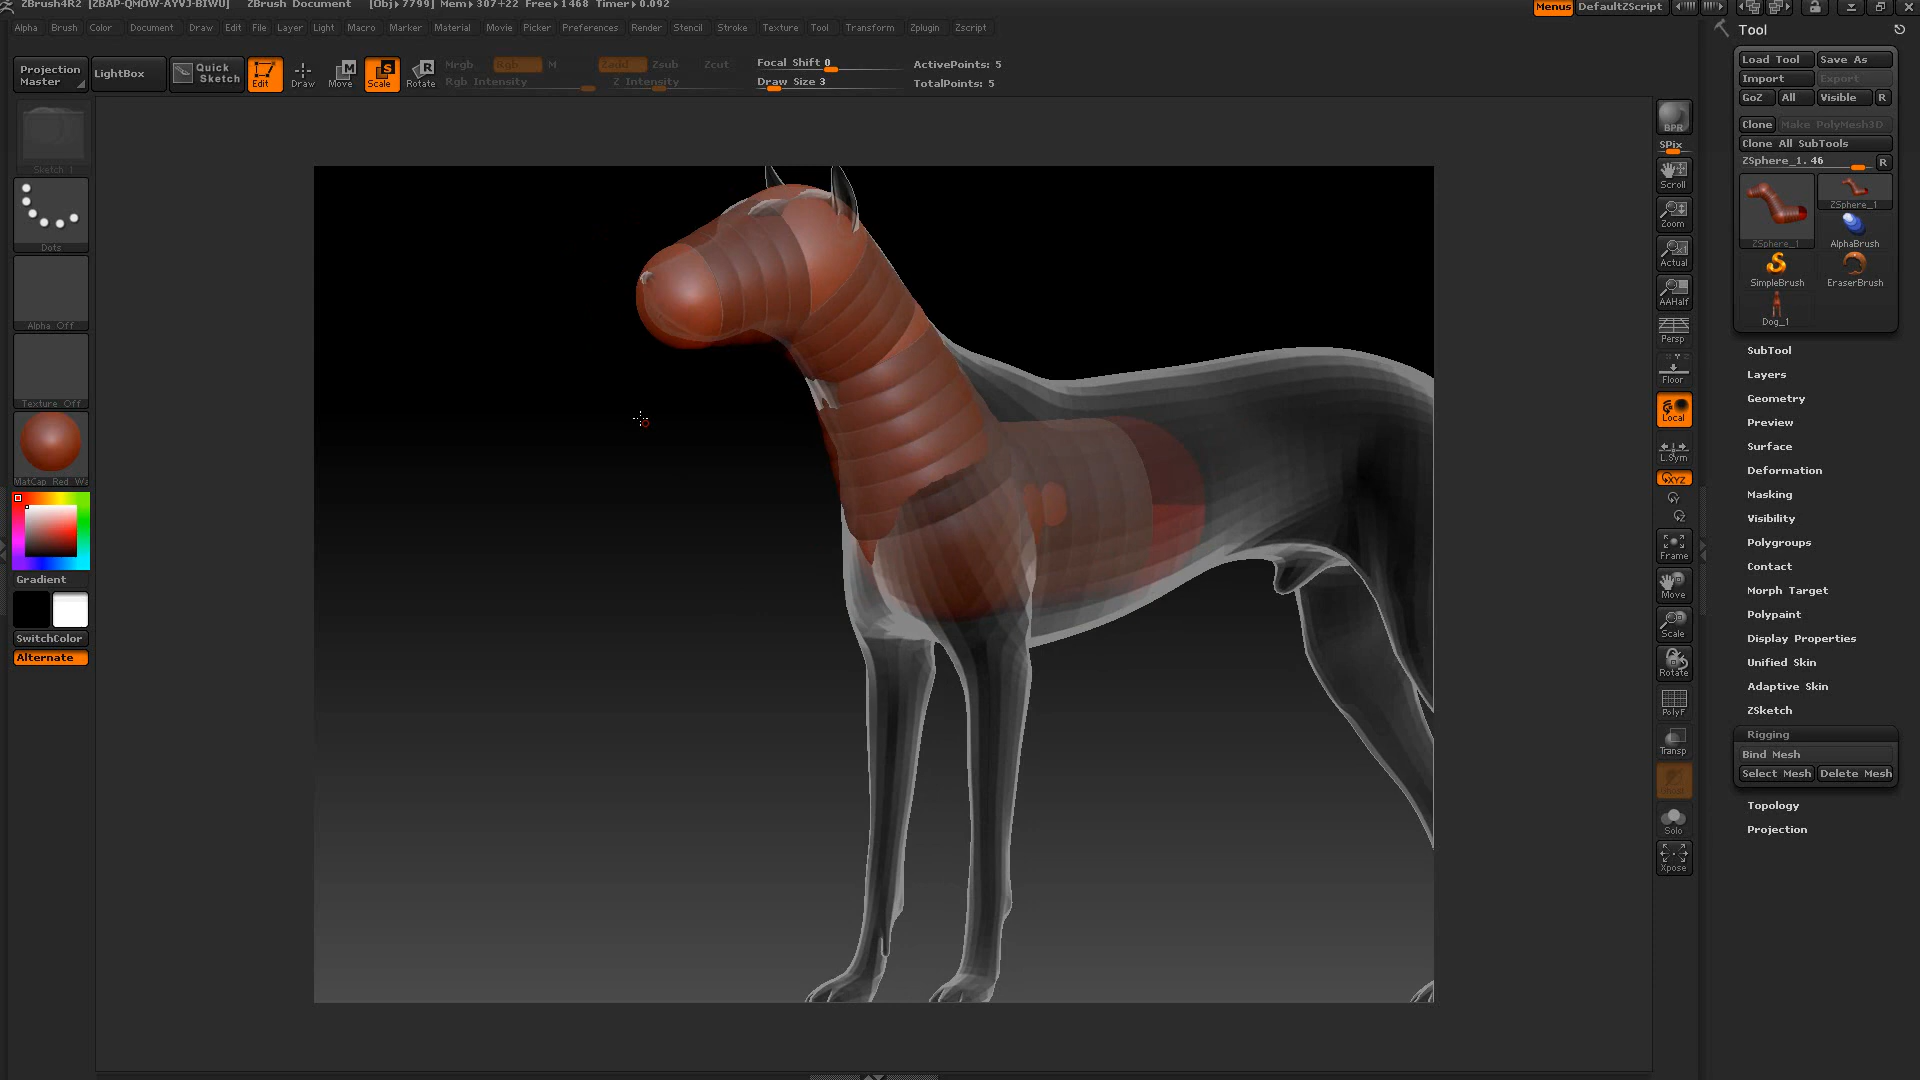 ZBrush4R2 [ZBAP-QMOW-AYVJ-BIWU] ZBrush Document [Obj▸7799] Mem▸307+22 Free▸1468 Timer▸0.092 Menus DefaultZScript
Alpha Brush Color Document Draw Edit File Layer Light Macro Marker Material Movie Picker Preferences Render Stencil Stroke Texture Tool Transform Zplugin Zscript
Projection Master
LightBox
Quick Sketch
Edit
Draw
Move
Scale
Rotate
Mrgb Rgb M
Rgb Intensity
Zadd Zsub Zcut
Z Intensity
Focal Shift 0
Draw Size 3
ActivePoints: 5
TotalPoints: 5
Sketch 1
Dots
Alpha Off
Texture Off
MatCap Red Wa
Gradient
SwitchColor
Alternate
BPR
SPix
Scroll
Zoom
Actual
AAHalf
Persp
Floor
Local
L.Sym
XYZ
Y
Z
Frame
Move
Scale
Rotate
PolyF
Transp
Solo
Xpose
Tool
Load Tool Save As
Import Export
GoZ All Visible R
Clone Make PolyMesh3D
Clone All SubTools
ZSphere_1. 46 R
ZSphere_1
ZSphere_1
AlphaBrush
SimpleBrush
EraserBrush
Dog_1
SubTool
Layers
Geometry
Preview
Surface
Deformation
Masking
Visibility
Polygroups
Contact
Morph Target
Polypaint
Display Properties
Unified Skin
Adaptive Skin
ZSketch
Rigging
Bind Mesh
Select Mesh Delete Mesh
Topology
Projection